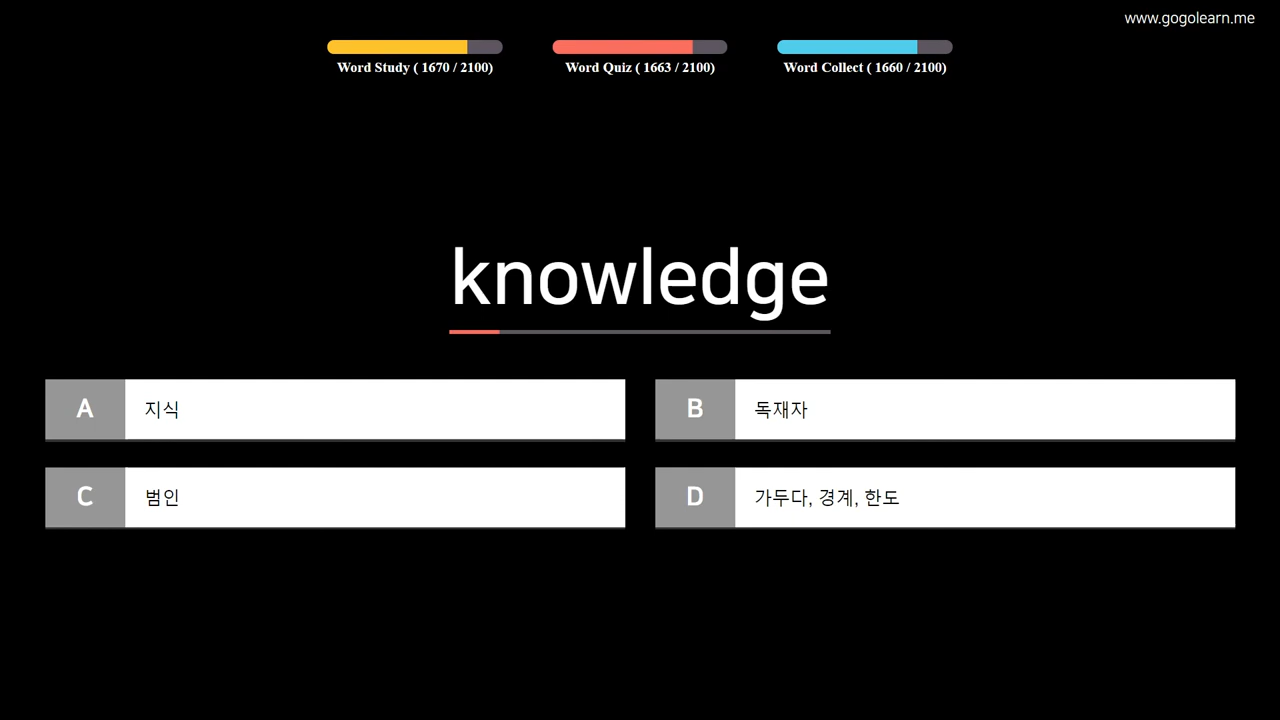 www.gogolearn.me
Word Study ( 1670 / 2100)
Word Quiz ( 1663 / 2100)
Word Collect ( 1660 / 2100)
knowledge
A 지식
B 독재자
C 범인
D 가두다, 경계, 한도